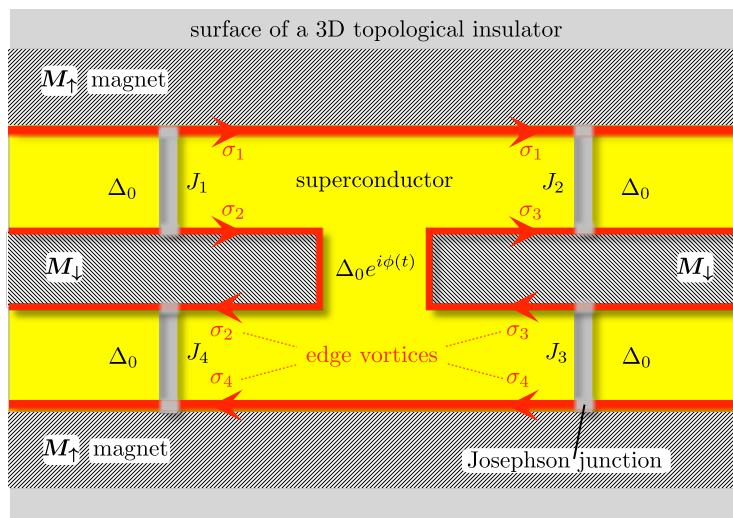 surface of a 3D topological insulator
M↑ magnet
σ₁ σ₁
Δ₀ J₁ superconductor J₂ Δ₀
σ₂ σ₃
M↓ Δ₀e^{iϕ(t)} M↓
σ₂ σ₃
Δ₀ J₄ edge vortices J₃ Δ₀
σ₄ σ₄
M↑ magnet
Josephson junction